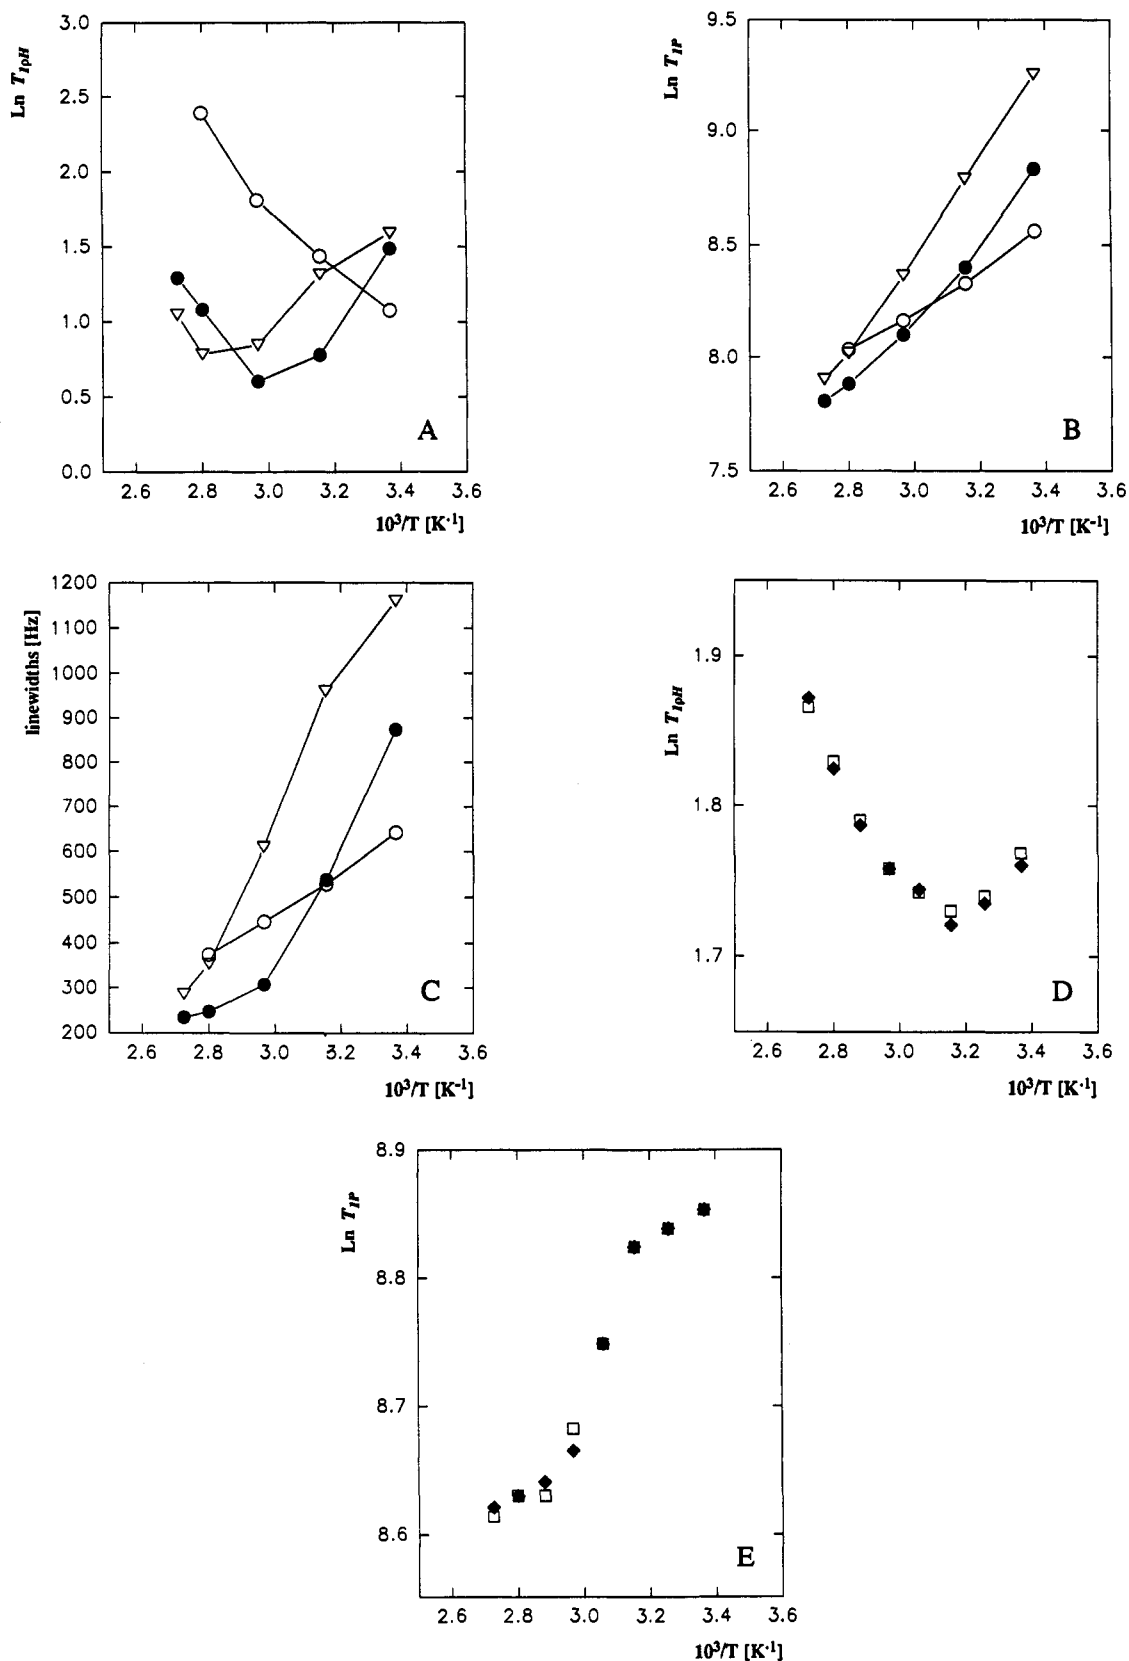 Ln T1ρH
3.0
2.5
2.0
1.5
1.0
0.5
0.0
A
2.6 2.8 3.0 3.2 3.4 3.6
10³/T [K⁻¹]
Ln T1P
9.5
9.0
8.5
8.0
7.5
B
2.6 2.8 3.0 3.2 3.4 3.6
10³/T [K⁻¹]
linewidths [Hz]
1200
1100
1000
900
800
700
600
500
400
300
200
C
2.6 2.8 3.0 3.2 3.4 3.6
10³/T [K⁻¹]
Ln T1ρH
1.9
1.8
1.7
D
2.6 2.8 3.0 3.2 3.4 3.6
10³/T [K⁻¹]
Ln T1P
8.9
8.8
8.7
8.6
E
2.6 2.8 3.0 3.2 3.4 3.6
10³/T [K⁻¹]